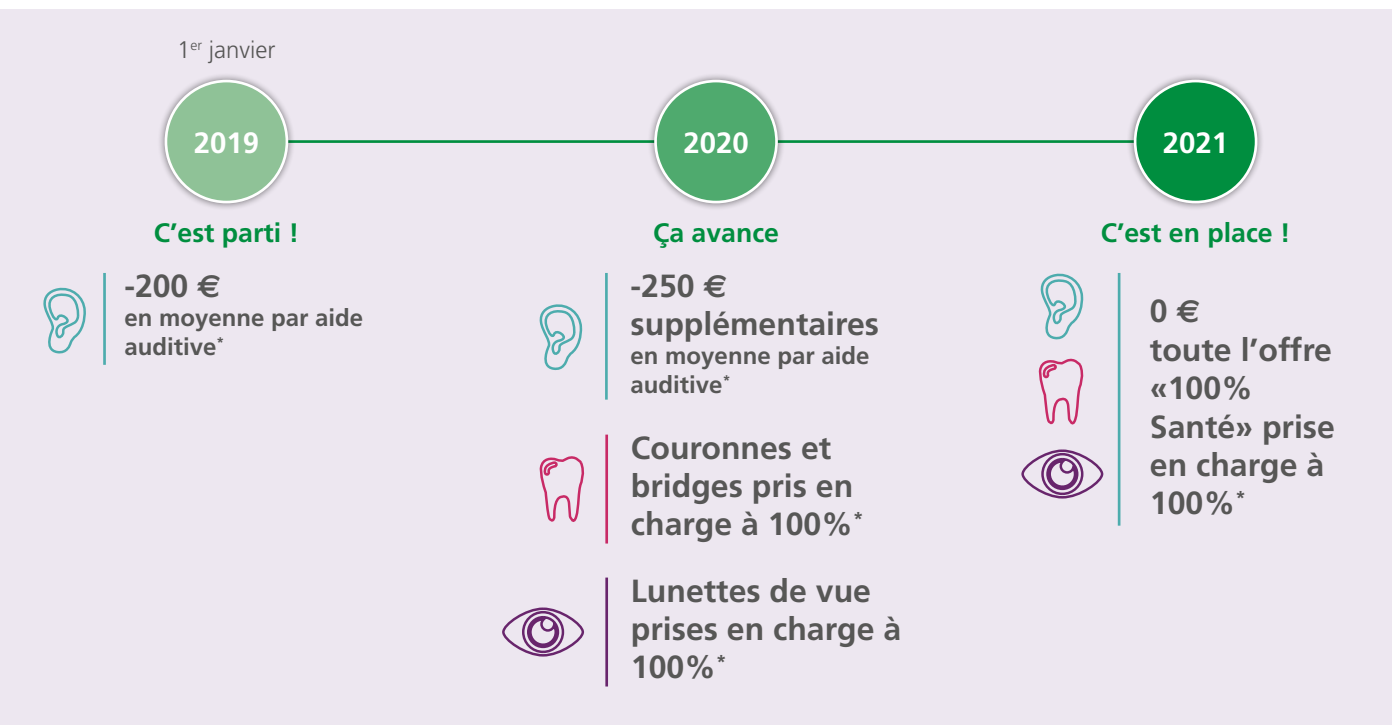 1er janvier
2019
C’est parti !
-200 €
en moyenne par aide
auditive*
2020
Ça avance
-250 €
supplémentaires
en moyenne par aide
auditive*
Couronnes et
bridges pris en
charge à 100%*
Lunettes de vue
prises en charge à
100%*
2021
C’est en place !
0 €
toute l’offre
«100%
Santé» prise
en charge à
100%*